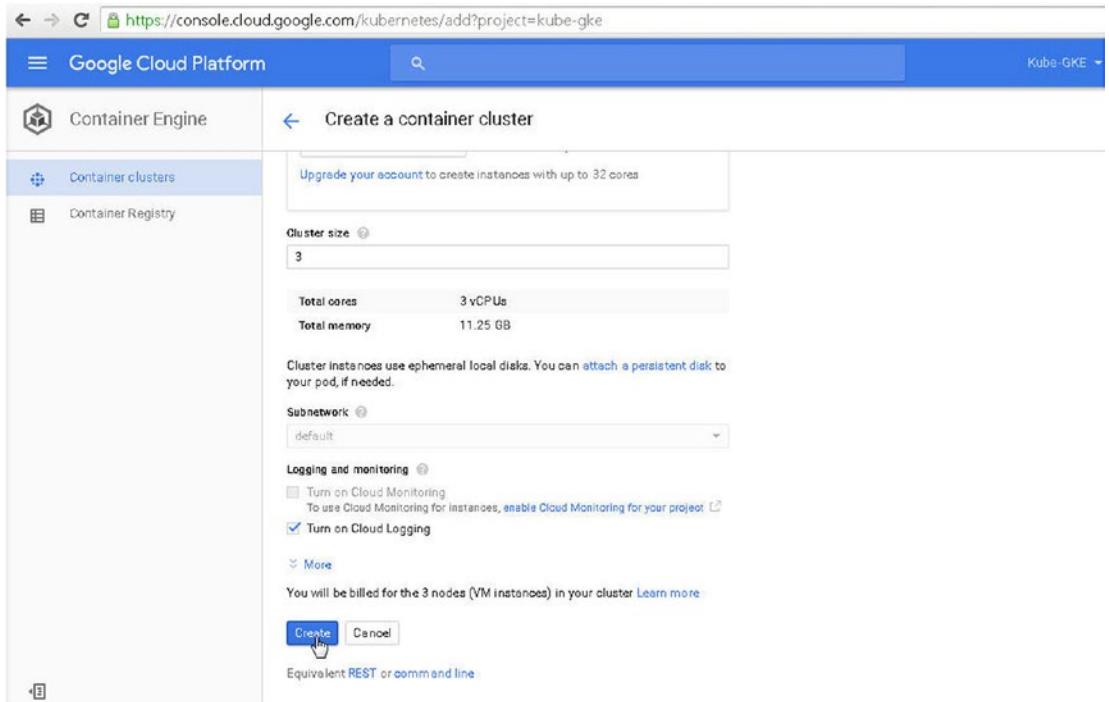 https://console.cloud.google.com/kubernetes/add?project=kube-gke
Google Cloud Platform
Kube-GKE
Container Engine
Create a container cluster
Container clusters
Container Registry
Upgrade your account to create instances with up to 32 cores
Cluster size
3
Total cores 3 vCPUs
Total memory 11.25 GB
Cluster instances use ephemeral local disks. You can attach a persistent disk to
your pod, if needed.
Subnetwork
default
Logging and monitoring
Turn on Cloud Monitoring
To use Cloud Monitoring for instances, enable Cloud Monitoring for your project
Turn on Cloud Logging
More
You will be billed for the 3 nodes (VM instances) in your cluster Learn more
Create Cancel
Equivalent REST or command line